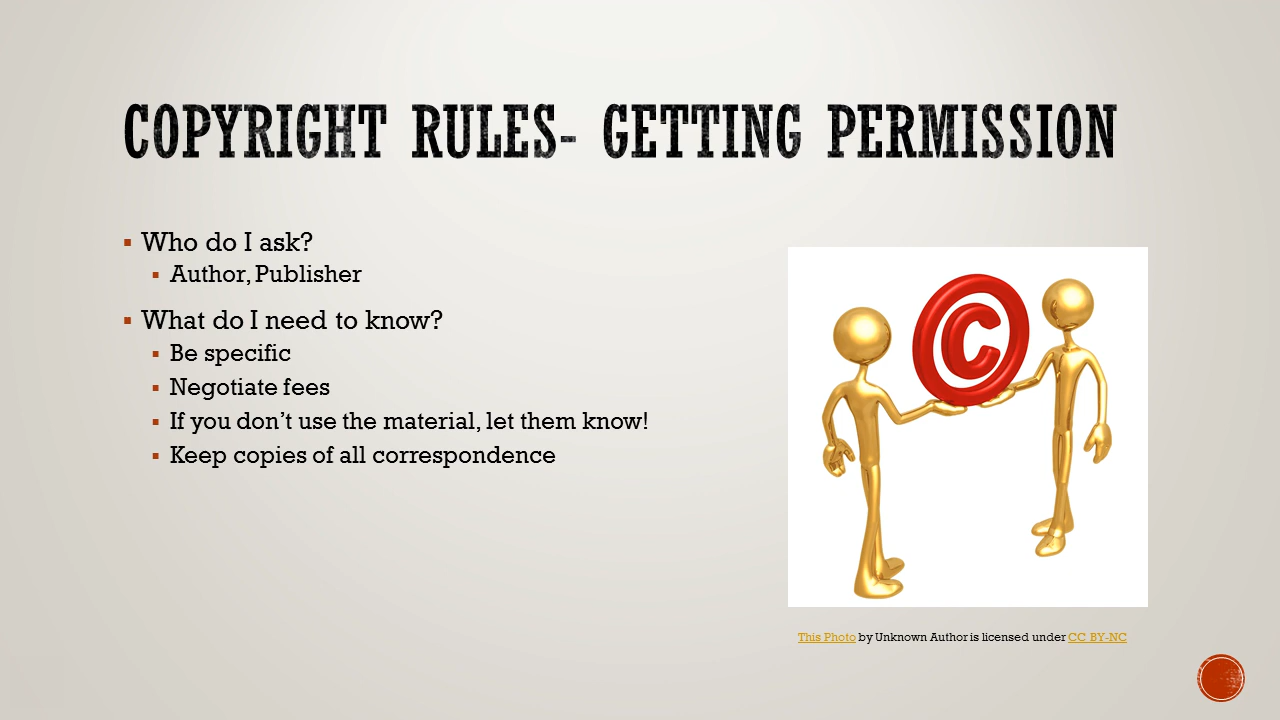 COPYRIGHT RULES- GETTING PERMISSION
Who do I ask?
Author, Publisher
What do I need to know?
Be specific
Negotiate fees
If you don’t use the material, let them know!
Keep copies of all correspondence
©
This Photo by Unknown Author is licensed under CC BY-NC